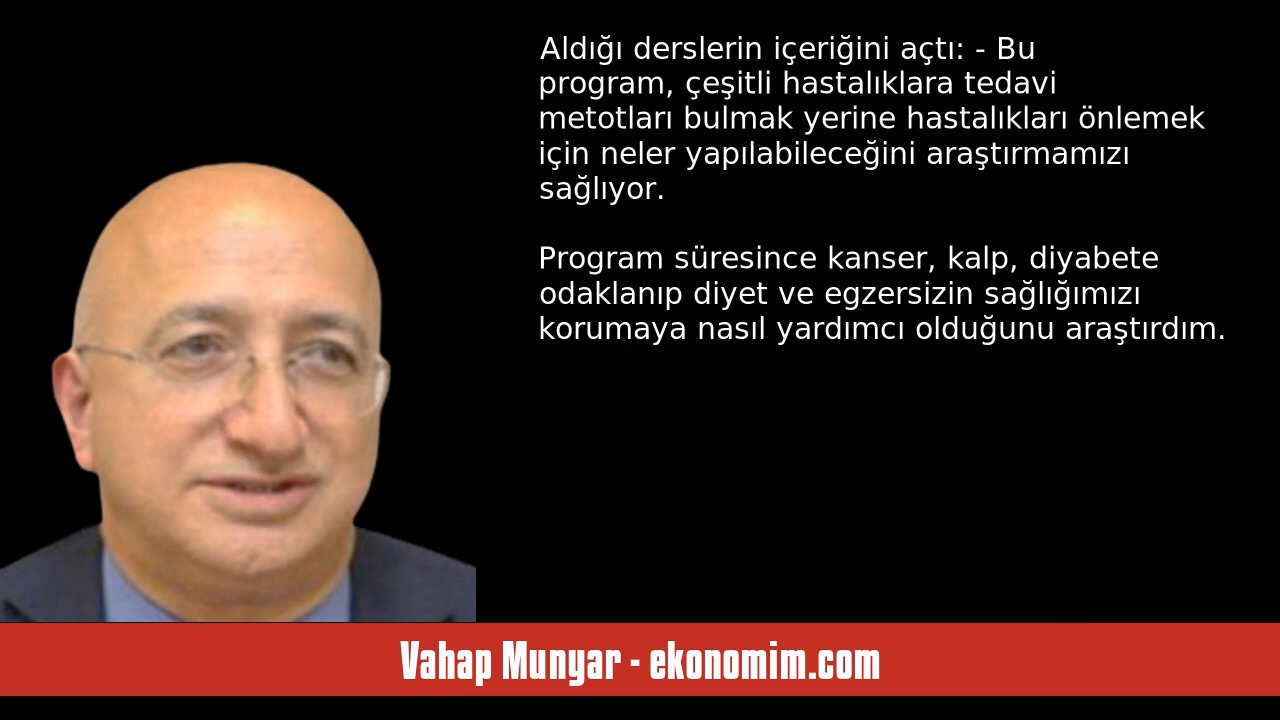 Aldığı derslerin içeriğini açtı: - Bu
program, çeşitli hastalıklara tedavi
metotları bulmak yerine hastalıkları önlemek
için neler yapılabileceğini araştırmamızı
sağlıyor.
Program süresince kanser, kalp, diyabete
odaklanıp diyet ve egzersizin sağlığımızı
korumaya nasıl yardımcı olduğunu araştırdım.
Vahap Munyar - ekonomim.com